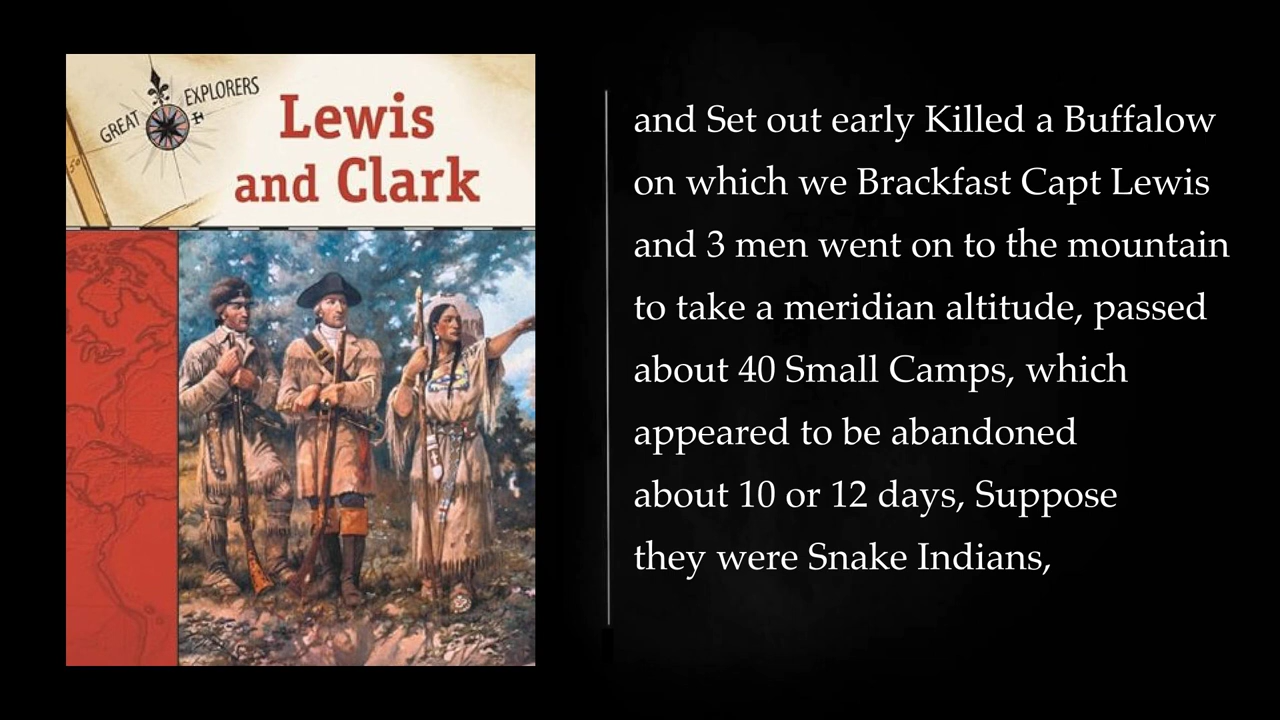 GREAT EXPLORERS
Lewis
and Clark
50
and Set out early Killed a Buffalow
on which we Brackfast Capt Lewis
and 3 men went on to the mountain
to take a meridian altitude, passed
about 40 Small Camps, which
appeared to be abandoned
about 10 or 12 days, Suppose
they were Snake Indians,